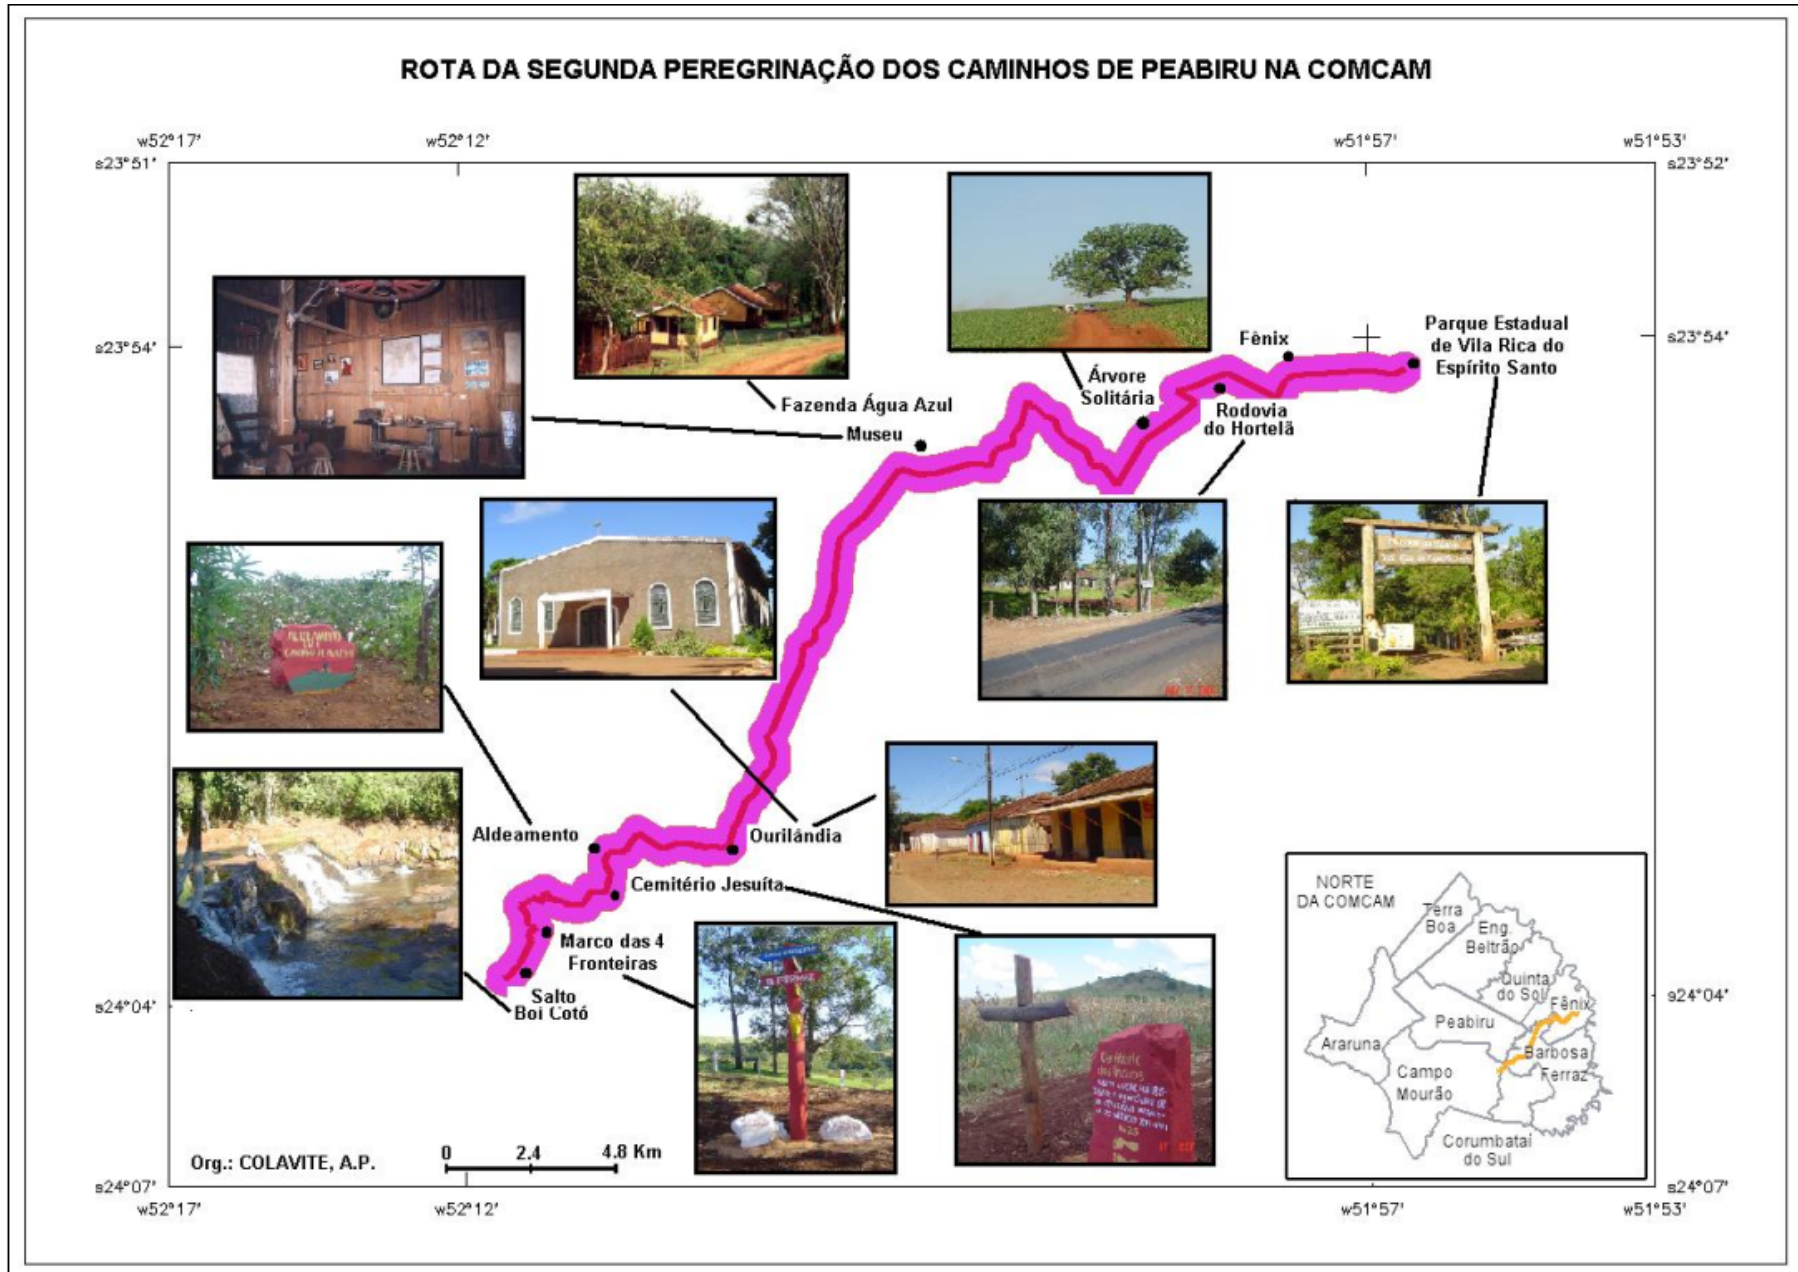 ROTA DA SEGUNDA PEREGRINAÇÃO DOS CAMINHOS DE PEABIRU NA COMCAM
w52°17' w52°12' w51°57' w51°53'
s23°51' s23°52'
s23°54' s23°54'
Parque Estadual
de Vila Rica do
Espírito Santo
Fênix
Árvore
Solitária
Rodovia
do Hortelã
Fazenda Água Azul
Museu
Aldeamento
Ourilândia
Cemitério Jesuíta
Marco das 4
Fronteiras
Salto
Boi Cotó
s24°04' s24°04'
NORTE
DA COMCAM
Terra
Boa
Eng.
Beltrão
Quinta
do Sol
Fênix
Peabiru
Araruna
Barbosa
Ferraz
Campo
Mourão
Corumbataí
do Sul
Org.: COLAVITE, A.P.
0 2.4 4.8 Km
s24°07' s24°07'
w52°17' w52°12' w51°57' w51°53'